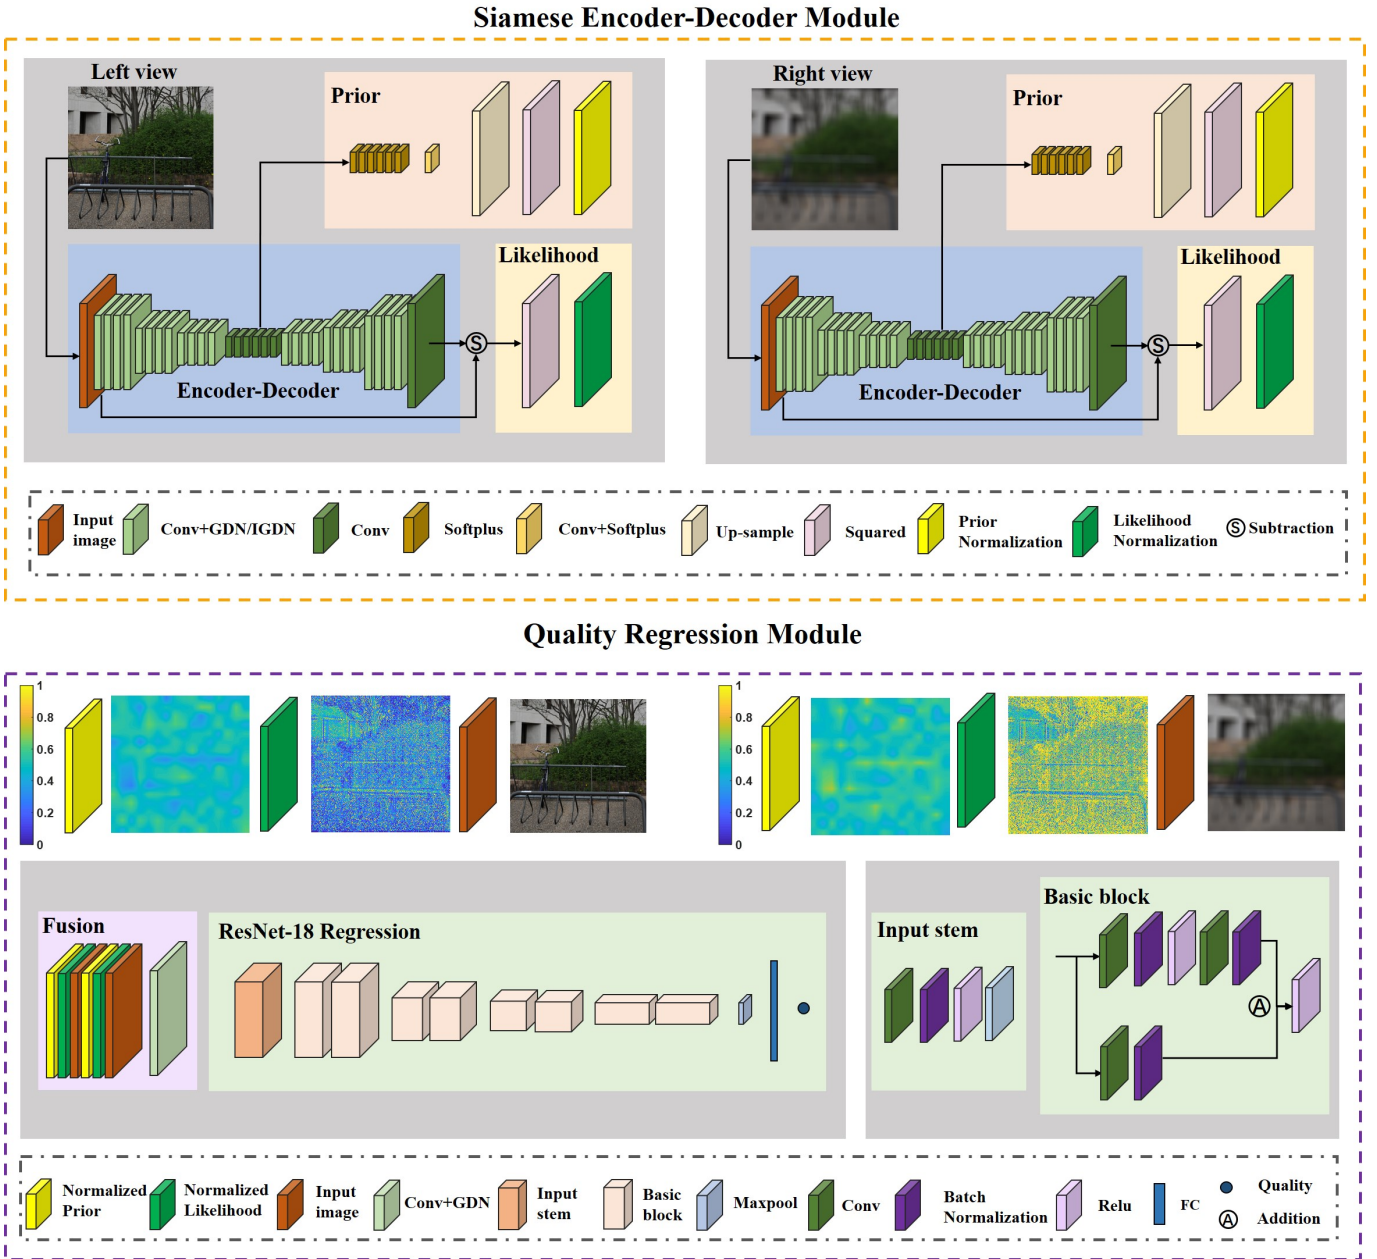 Siamese Encoder-Decoder Module
Left view
Prior
Likelihood
S
Encoder-Decoder
Right view
Prior
Likelihood
S
Encoder-Decoder
Input
image
Conv+GDN/IGDN
Conv
Softplus
Conv+Softplus
Up-sample
Squared
Prior
Normalization
Likelihood
Normalization
S Subtraction
Quality Regression Module
1
0.8
0.6
0.4
0.2
0
1
0.8
0.6
0.4
0.2
0
Fusion
ResNet-18 Regression
Input stem
Basic block
A
Normalized
Prior
Normalized
Likelihood
Input
image
Conv+GDN
Input
stem
Basic
block
Maxpool
Conv
Batch
Normalization
Relu
FC
Quality
A Addition